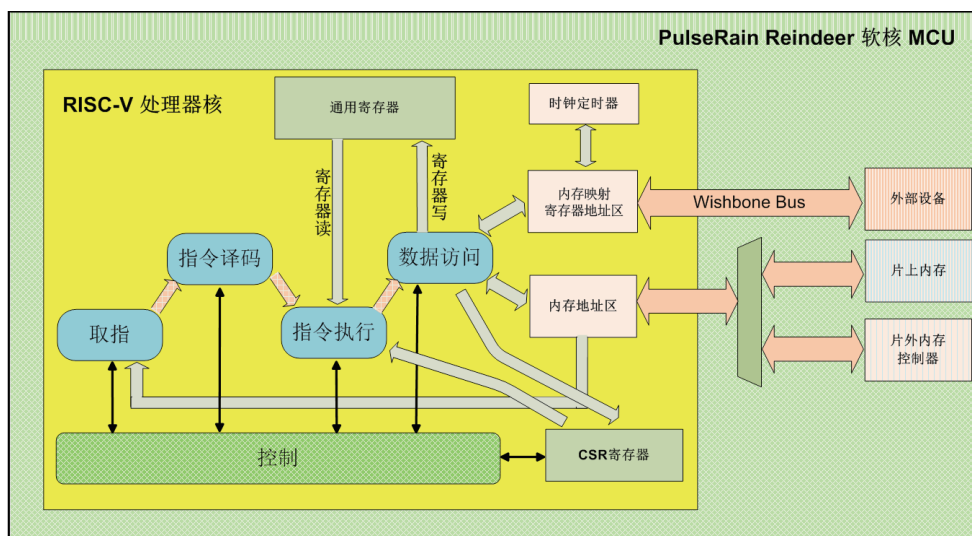 PulseRain Reindeer 软核 MCU
RISC-V 处理器核
通用寄存器
时钟定时器
寄存器读
寄存器写
内存映射
寄存器地址区
Wishbone Bus
外部设备
指令译码
数据访问
片上内存
取指
指令执行
内存地址区
片外内存
控制器
控制
CSR寄存器